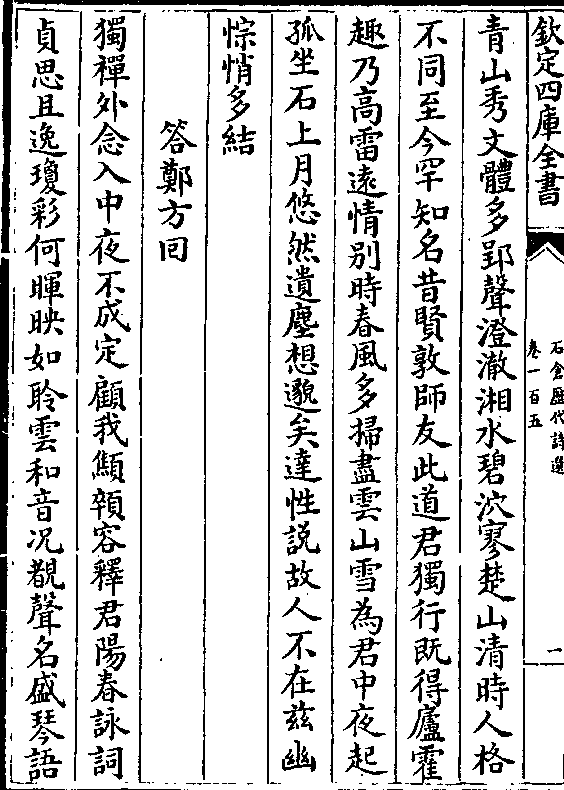 欽定四庫全書
石倉歷代詩選
卷一百五
一
青山秀文體多郢聲澄澈湘水碧泬寥楚山清時人格
不同至今罕知名昔賢敦師友此道君獨行既得廬霍
趣乃高雷遠情别時春風多掃盡雲山雪為君中夜起
孤坐石上月悠然遺塵想邈矣達性說故人不在兹幽
悰悄多結
答鄭方回
獨禪外念入中夜不成定顧我顦顇容釋君陽春詠詞
貞思且逸瓊彩何暉映如聆雲和音况覩聲名盛琴語